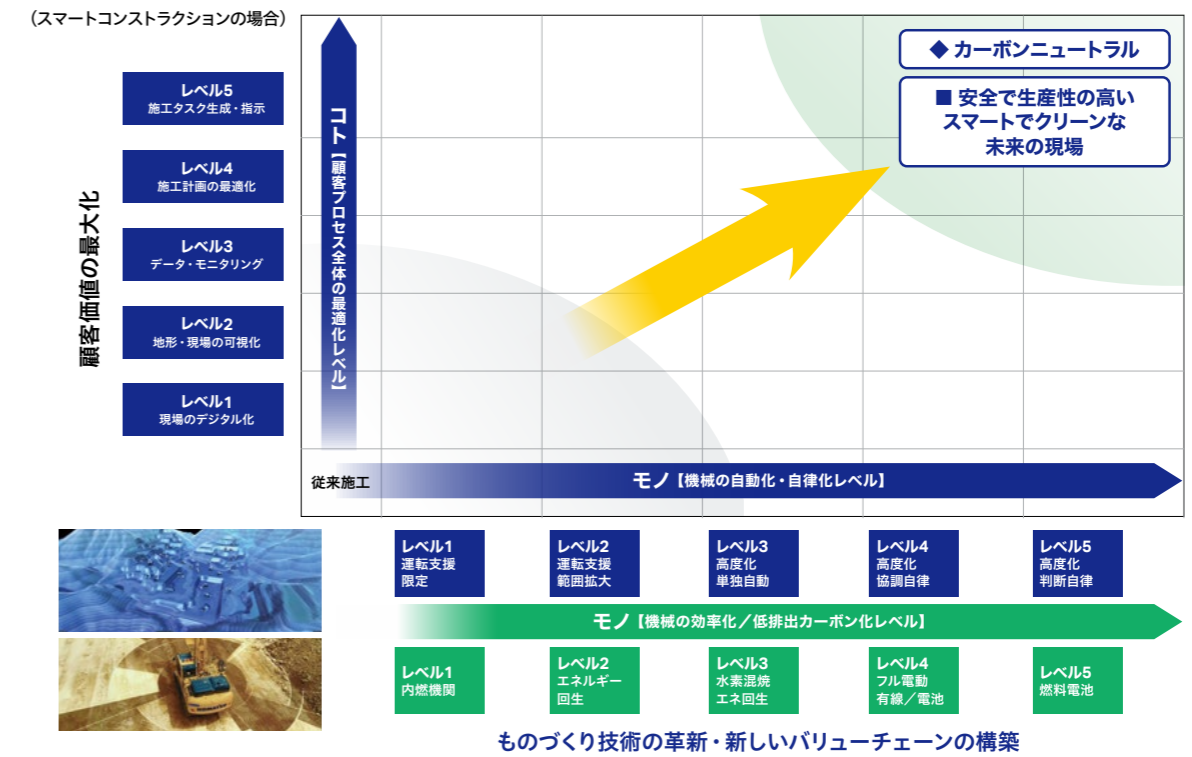 （スマートコンストラクションの場合）
◆ カーボンニュートラル
■ 安全で生産性の高い
スマートでクリーンな
未来の現場
顧客価値の最大化
レベル5
施工タスク生成・指示
レベル4
施工計画の最適化
レベル3
データ・モニタリング
レベル2
地形・現場の可視化
レベル1
現場のデジタル化
コト【顧客プロセス全体の最適化レベル】
従来施工
モノ【機械の自動化・自律化レベル】
レベル1
運転支援
限定
レベル2
運転支援
範囲拡大
レベル3
高度化
単独自動
レベル4
高度化
協調自律
レベル5
高度化
判断自律
モノ【機械の効率化／低排出カーボン化レベル】
レベル1
内燃機関
レベル2
エネルギー
回生
レベル3
水素混焼
エネ回生
レベル4
フル電動
有線／電池
レベル5
燃料電池
ものづくり技術の革新・新しいバリューチェーンの構築